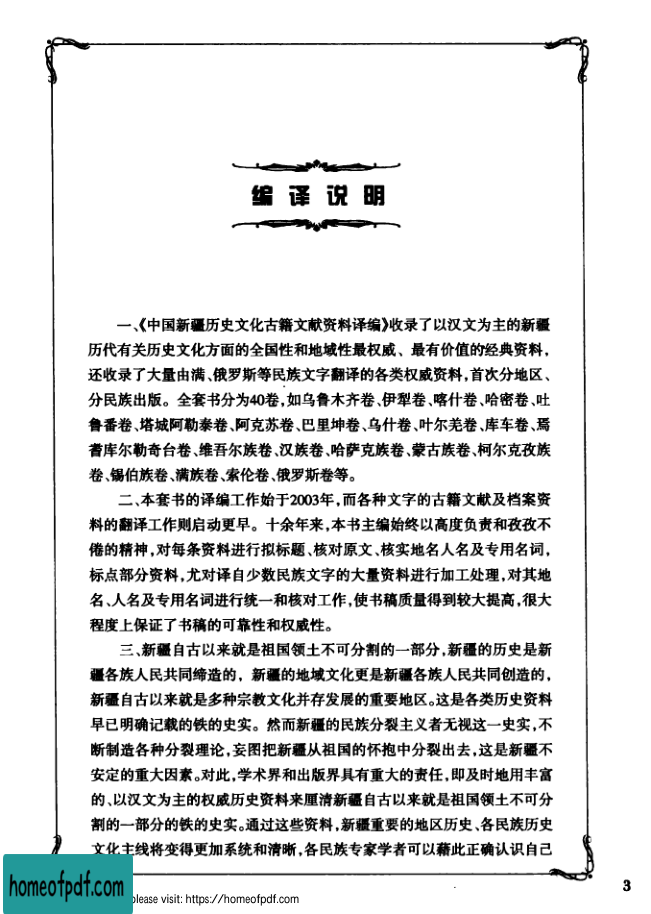 编译说明
一、《中国新疆历史文化古籍文献资料译编》收录了以汉文为主的新疆
历代有关历史文化方面的全国性和地域性最权威、最有价值的经典资料,
还收录了大量由满、俄罗斯等民族文字翻译的各类权威资料,首次分地区、
分民族出版。全套书分为40卷,如乌鲁木齐卷、伊犁卷、喀什卷、哈密卷、吐
鲁番卷、塔城阿勒泰卷、阿克苏卷、巴里坤卷、乌什卷、叶尔羌卷、库车卷、焉
耆库尔勒奇台卷、维吾尔族卷、汉族卷、哈萨克族卷、蒙古族卷、柯尔克孜族
卷、锡伯族卷、满族卷、索伦卷、俄罗斯卷等。
二、本套书的译编工作始于2003年,而各种文字的古籍文献及档案资
料的翻译工作则启动更早。十余年来,本书主编始终以高度负责和孜孜不
倦的精神,对每条资料进行拟标题、核对原文、核实地名人名及专用名词,
标点部分资料,尤对译自少数民族文字的大量资料进行加工处理,对其地
名、人名及专用名词进行统一和核对工作,使书稿质量得到较大提高,很大
程度上保证了书稿的可靠性和权威性。
三、新疆自古以来就是祖国领土不可分割的一部分,新疆的历史是新
疆各族人民共同缔造的,新疆的地域文化更是新疆各族人民共同创造的,
新疆自古以来就是多种宗教文化并存发展的重要地区。这是各类历史资料
早已明确记载的铁的史实。然而新疆的民族分裂主义者无视这一史实,不
断制造各种分裂理论,妄图把新疆从祖国的怀抱中分裂出去,这是新疆不
安定的重大因素。对此,学术界和出版界具有重大的责任,即及时地用丰富
的、以汉文为主的权威历史资料来厘清新疆自古以来就是祖国领土不可分
割的一部分的铁的史实。通过这些资料,新疆重要的地区历史、各民族历史
文化主线将变得更加系统和清晰,各民族专家学者可以藉此正确认识自己
3
homeofpdf.com
please visit: https://homeofpdf.com